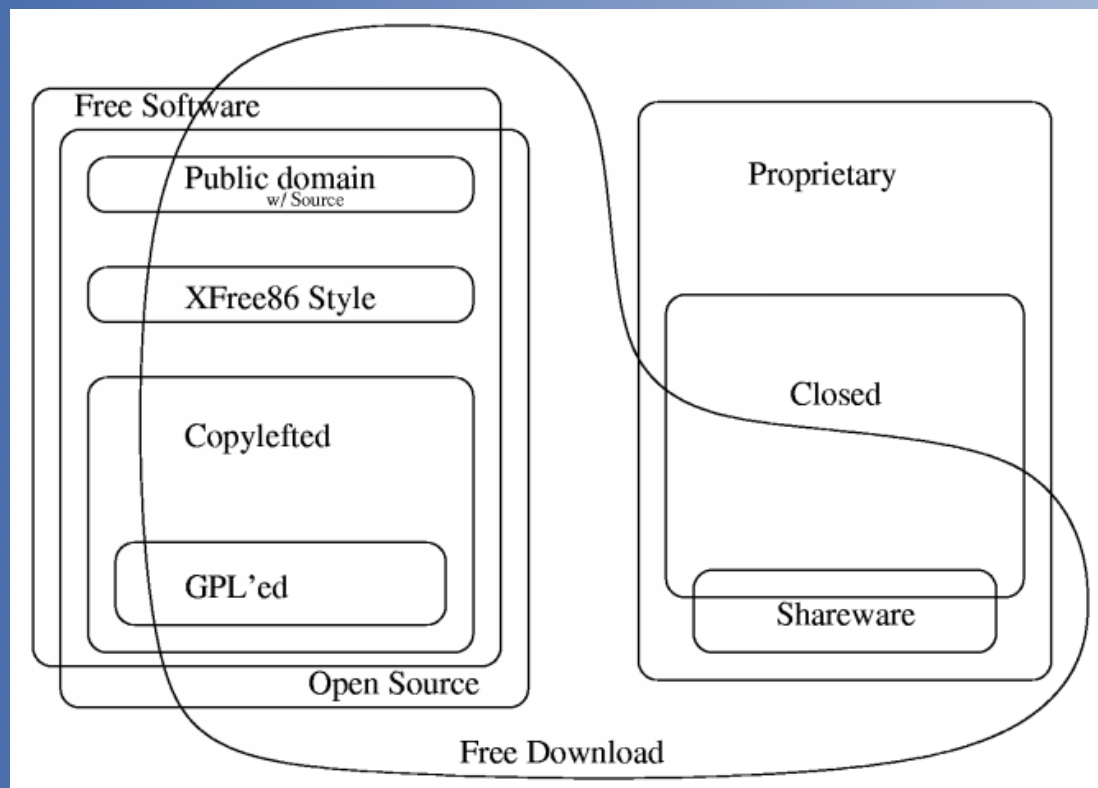 Free Software
Public domain
w/ Source
Proprietary
XFree86 Style
Closed
Copylefted
GPL'ed
Shareware
Open Source
Free Download